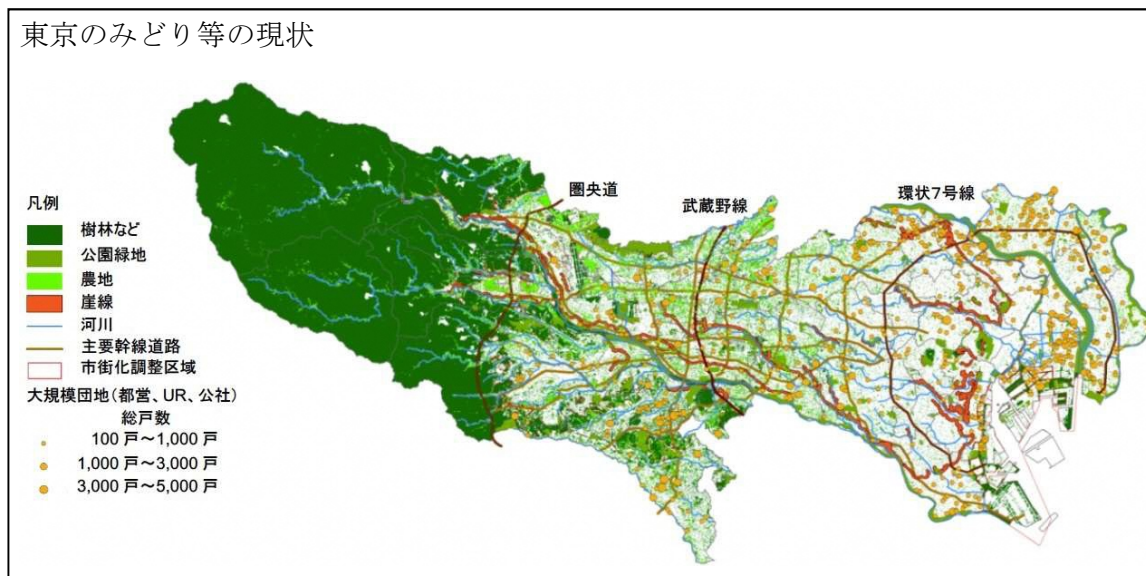 東京のみどり等の現状
圏央道
武蔵野線
環状7号線
凡例
樹林など
公園緑地
農地
崖線
河川
主要幹線道路
市街化調整区域
大規模団地(都営、UR、公社)
総戸数
100 戸～1,000 戸
1,000 戸～3,000 戸
3,000 戸～5,000 戸